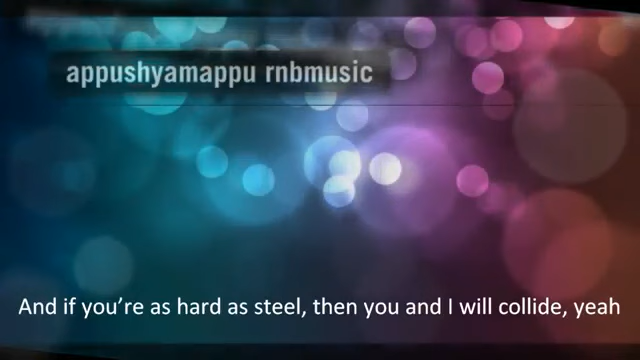 appushyamappu rnbmusic
And if you're as hard as steel, then you and I will collide, yeah